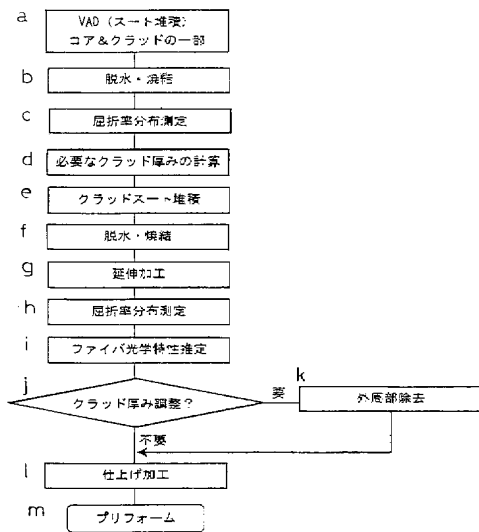 a
VAD (スート堆積)
コア&クラッドの一部
b
脱水・焼結
c
屈折率分布測定
d
必要なクラッド厚みの計算
e
クラッドスート堆積
f
脱水・焼結
g
延伸加工
h
屈折率分布測定
i
ファイバ光学特性推定
j
クラッド厚み調整?
要
k
外周部除去
不要
l
仕上げ加工
m
プリフォーム